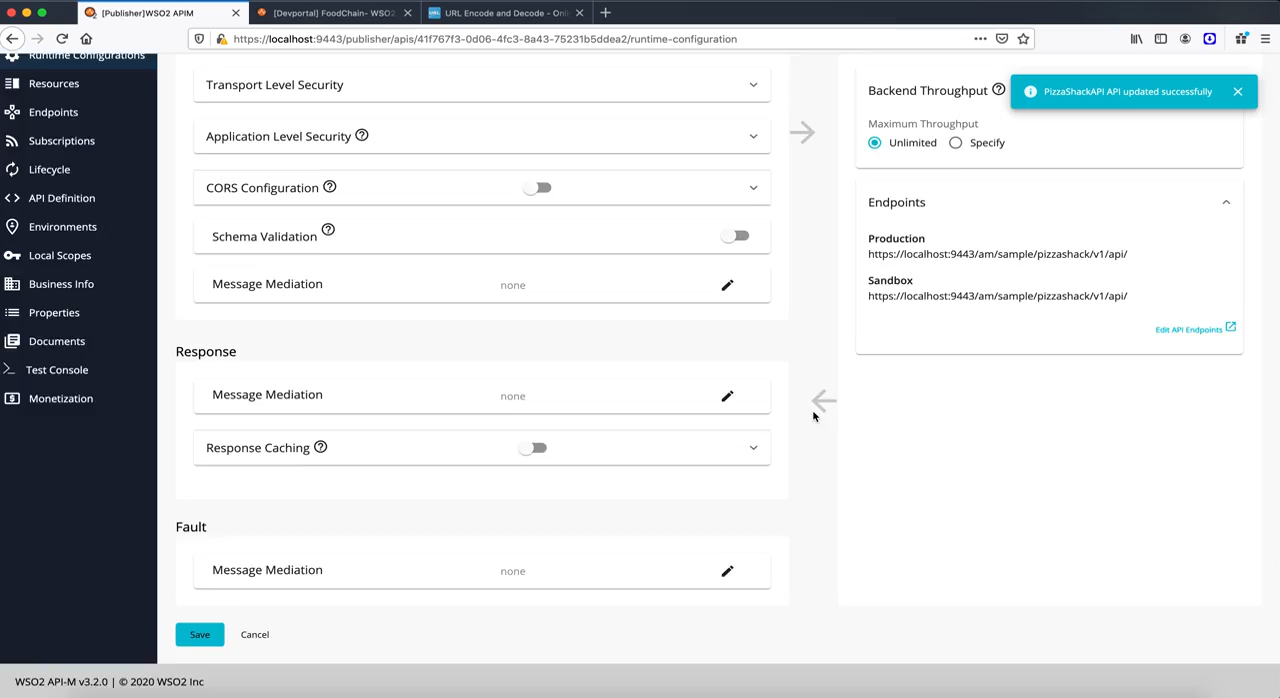 [Publisher]WSO2 APIM
[Devportal] FoodChain- WSO2
URL Encode and Decode - Onli
https://localhost:9443/publisher/apis/41f767f3-0d06-4fc3-8a43-75231b5ddea2/runtime-configuration
Runtime Configurations
Resources
Endpoints
Subscriptions
Lifecycle
API Definition
Environments
Local Scopes
Business Info
Properties
Documents
Test Console
Monetization
Transport Level Security
Application Level Security
CORS Configuration
Schema Validation
Message Mediation none
Response
Message Mediation none
Response Caching
Fault
Message Mediation none
Save Cancel
Backend Throughput
PizzaShackAPI API updated successfully
Maximum Throughput
Unlimited Specify
Endpoints
Production
https://localhost:9443/am/sample/pizzashack/v1/api/
Sandbox
https://localhost:9443/am/sample/pizzashack/v1/api/
Edit API Endpoints
WSO2 API-M v3.2.0 | © 2020 WSO2 Inc